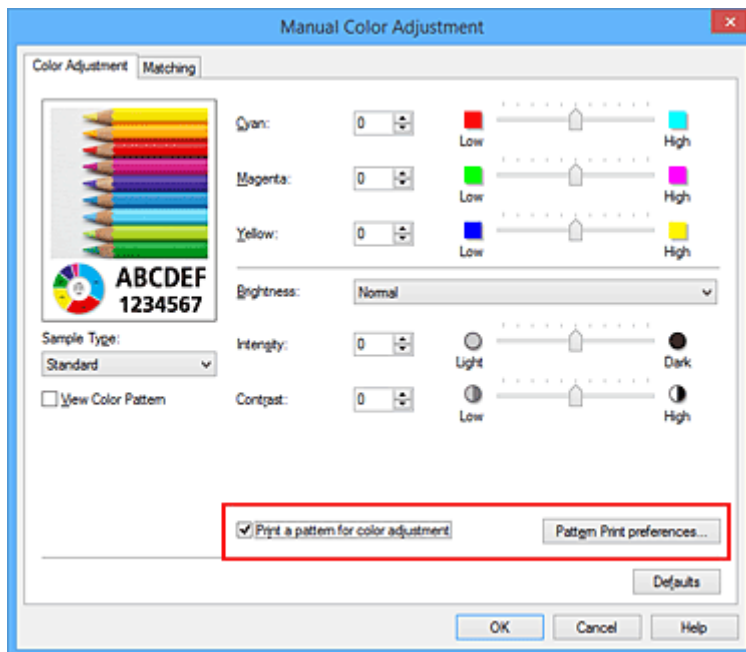 Manual Color Adjustment
Color Adjustment Matching
Cyan: 0 Low High
Magenta: 0 Low High
Yellow: 0 Low High
ABCDEF
1234567
Brightness: Normal
Sample Type:
Standard
Intensity: 0 Light Dark
View Color Pattern
Contrast: 0 Low High
Print a pattern for color adjustment Pattern Print preferences...
Defaults
OK Cancel Help